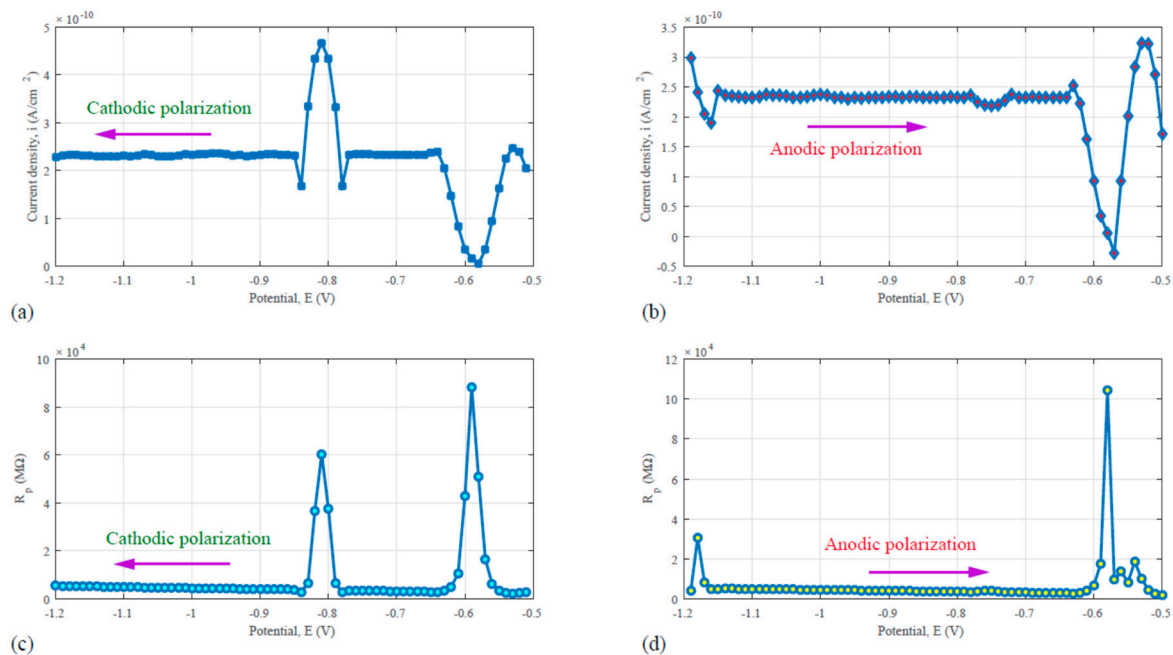 × 10⁻¹⁰
5
4
3
2
1
0
Current density, i (A/cm ²)
Cathodic polarization
-1.2 -1.1 -1 -0.9 -0.8 -0.7 -0.6 -0.5
Potential, E (V)
(a)
× 10⁻¹⁰
3.5
3
2.5
2
1.5
1
0.5
0
-0.5
Current density, i (A/cm ²)
Anodic polarization
-1.2 -1.1 -1 -0.9 -0.8 -0.7 -0.6 -0.5
Potential, E (V)
(b)
× 10⁴
10
8
6
4
2
0
Rₚ (MΩ)
Cathodic polarization
-1.2 -1.1 -1 -0.9 -0.8 -0.7 -0.6 -0.5
Potential, E (V)
(c)
× 10⁴
12
10
8
6
4
2
0
Rₚ (MΩ)
Anodic polarization
-1.2 -1.1 -1 -0.9 -0.8 -0.7 -0.6 -0.5
Potential, E (V)
(d)